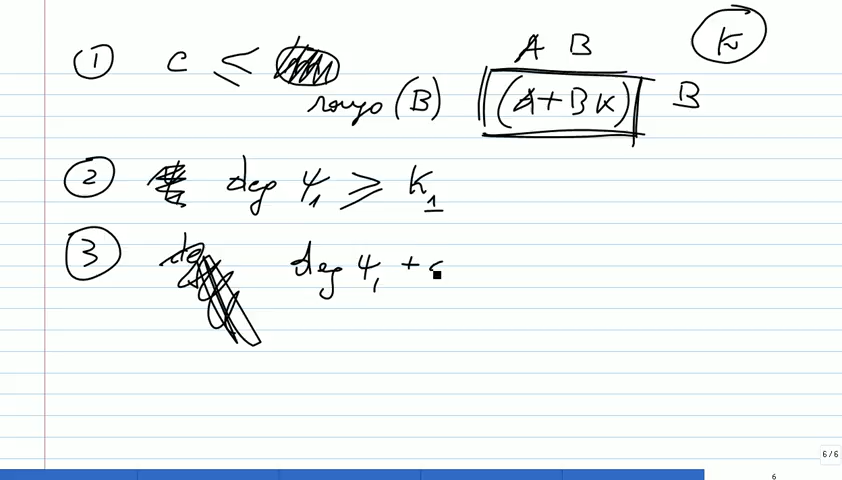 A B K
① c ≤ rango (B) (A+BK) B
② deg ψ₁ ≥ K₁
③ deg ψ₁ +
6/6
6